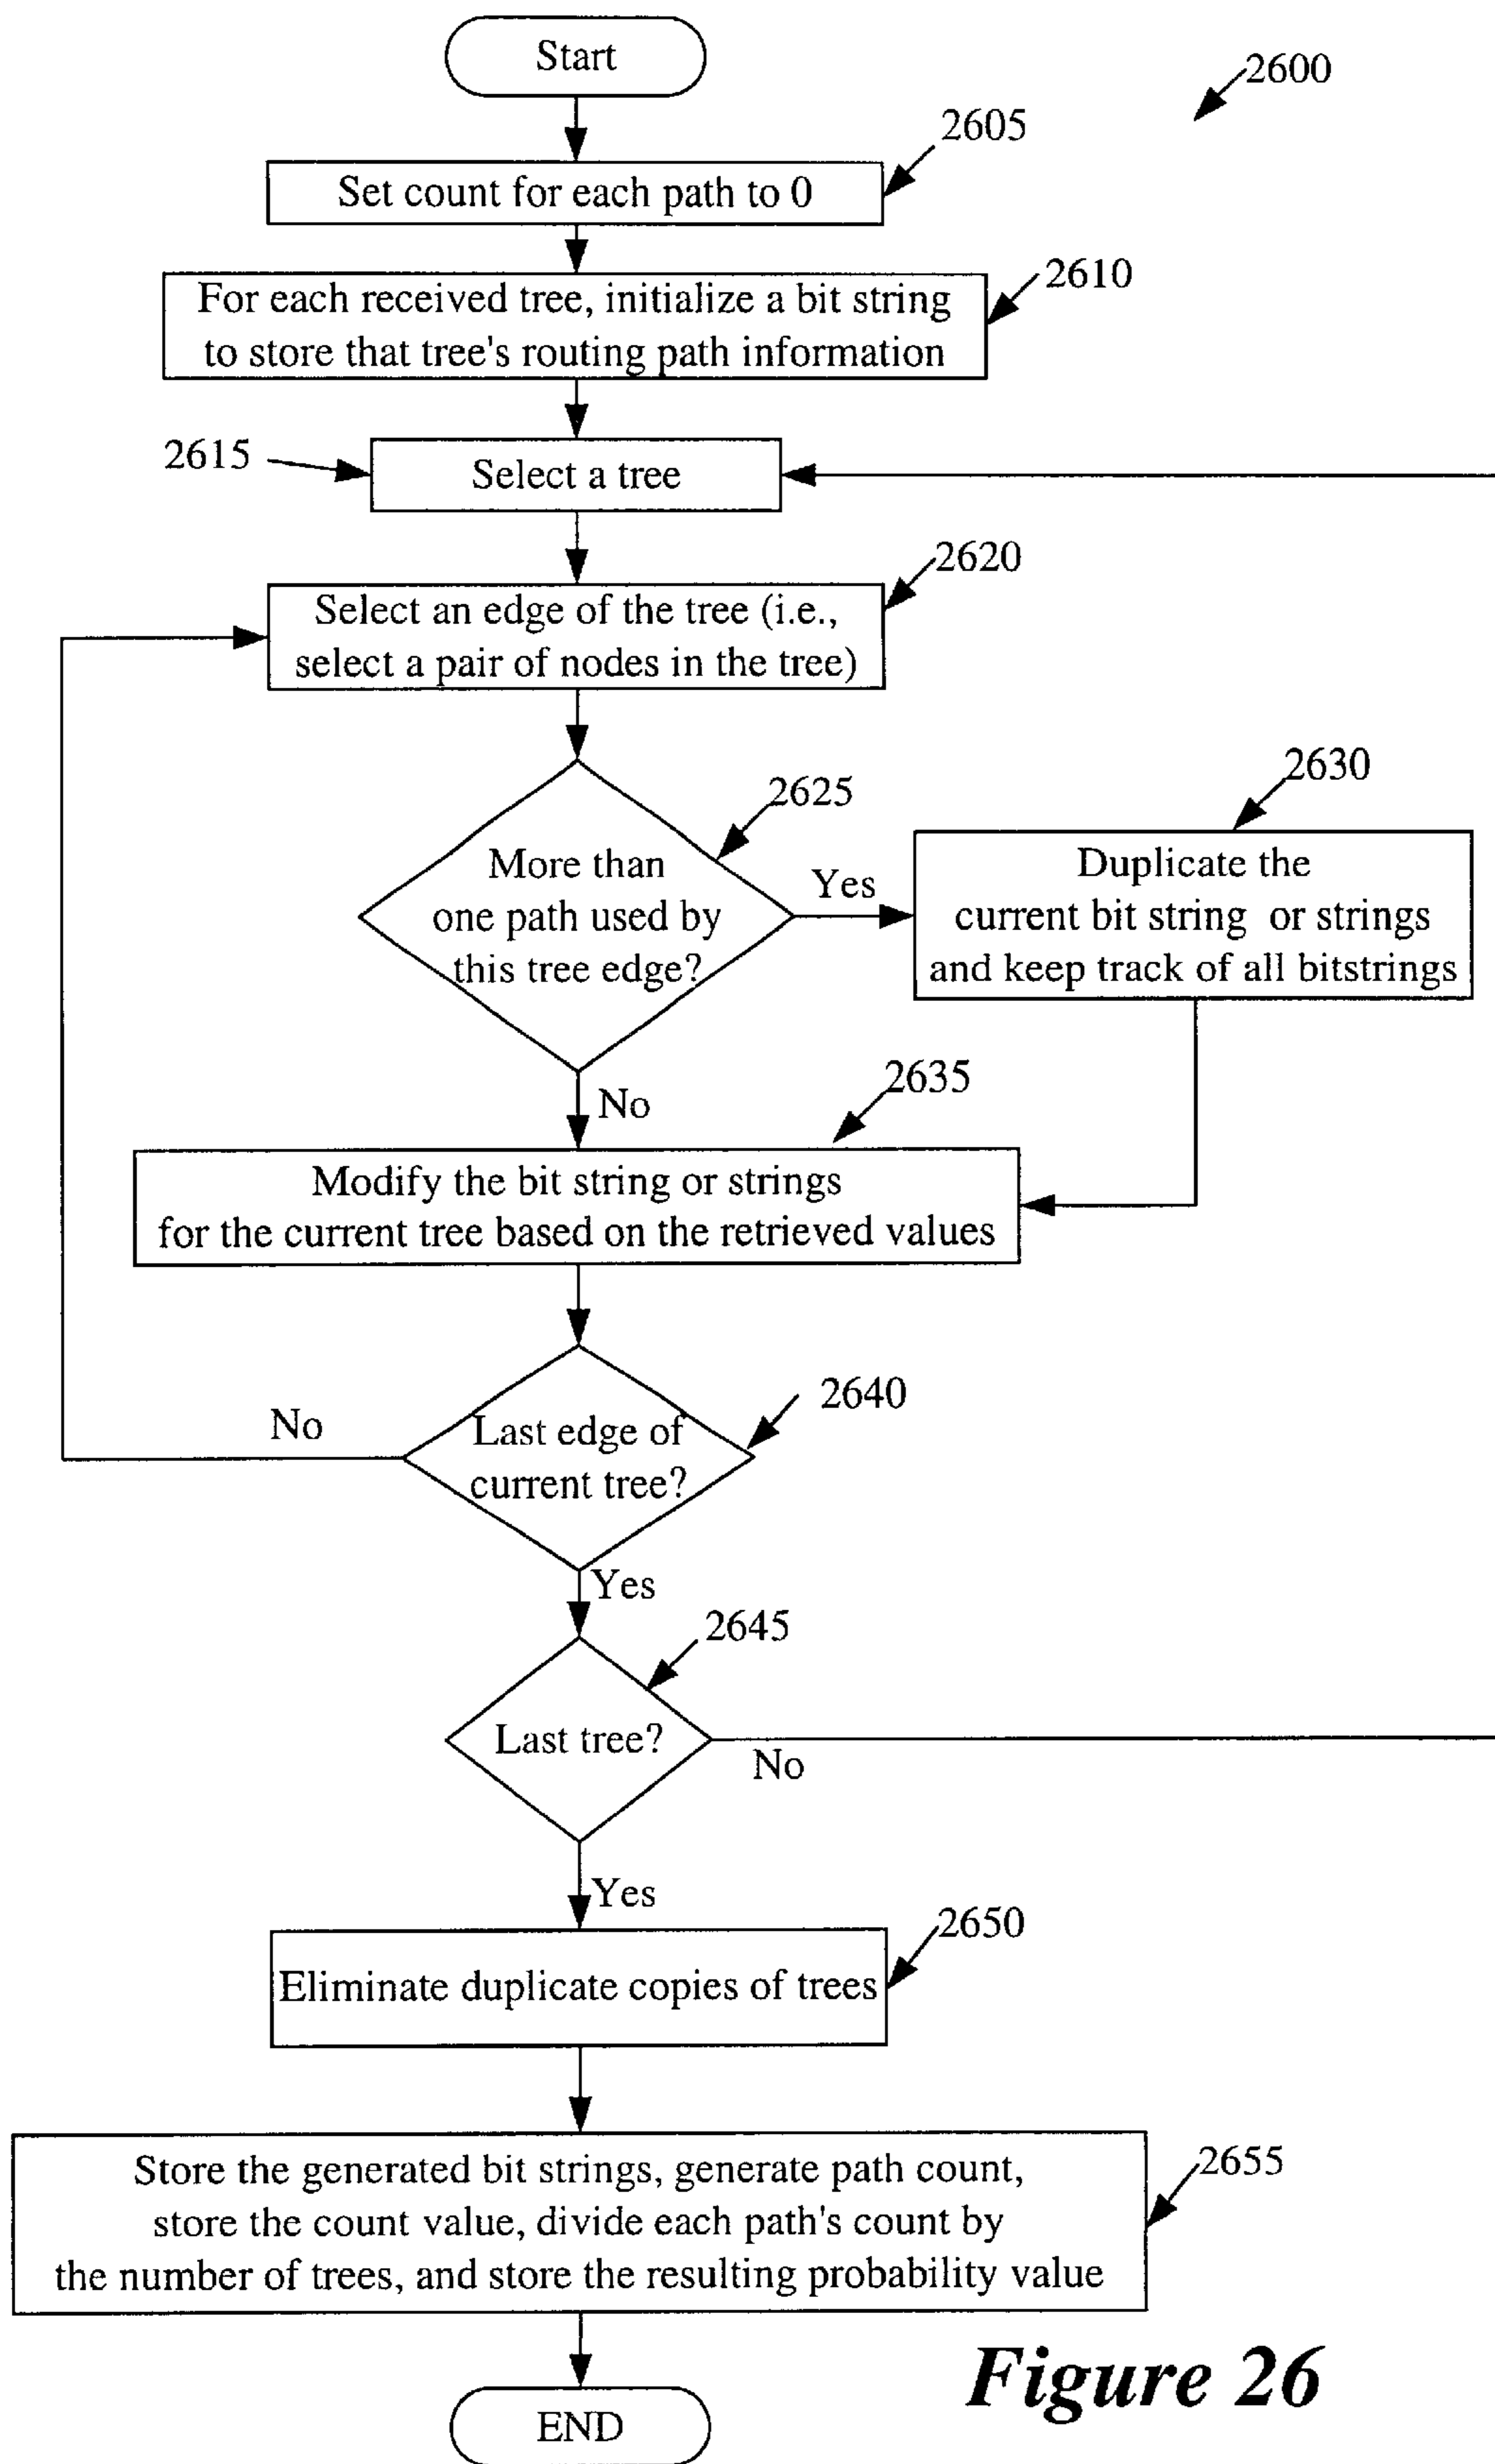 Start
2600
2605
Set count for each path to 0
2610
For each received tree, initialize a bit string
to store that tree's routing path information
2615
Select a tree
2620
Select an edge of the tree (i.e.,
select a pair of nodes in the tree)
2625
2630
More than
one path used by
this tree edge?
Yes
Duplicate the
current bit string or strings
and keep track of all bitstrings
No
2635
Modify the bit string or strings
for the current tree based on the retrieved values
2640
No
Last edge of
current tree?
Yes
2645
Last tree?
No
Yes
2650
Eliminate duplicate copies of trees
2655
Store the generated bit strings, generate path count,
store the count value, divide each path's count by
the number of trees, and store the resulting probability value
Figure 26
END